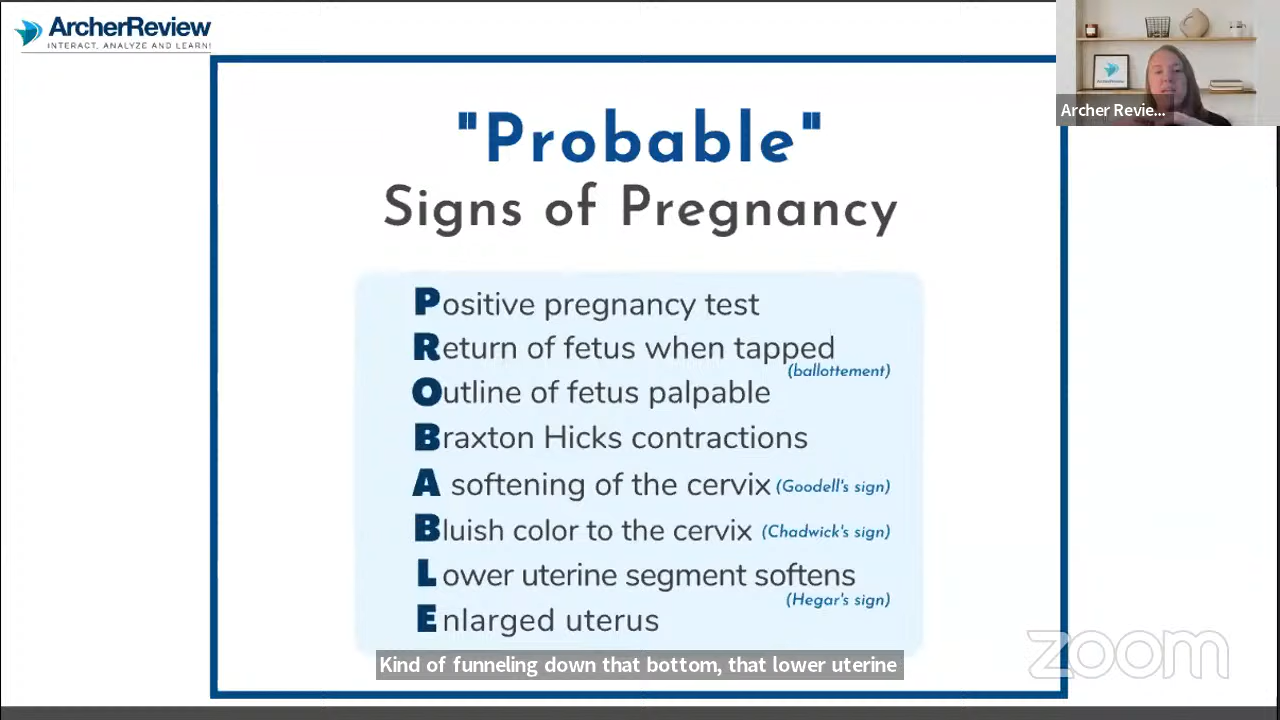 ArcherReview
INTERACT, ANALYZE AND LEARN!
Archer Revie...
"Probable"
Signs of Pregnancy
Positive pregnancy test
Return of fetus when tapped
(ballottement)
Outline of fetus palpable
Braxton Hicks contractions
A softening of the cervix (Goodell's sign)
Bluish color to the cervix (Chadwick's sign)
Lower uterine segment softens
(Hegar's sign)
Enlarged uterus
Kind of funneling down that bottom, that lower uterine
zoom